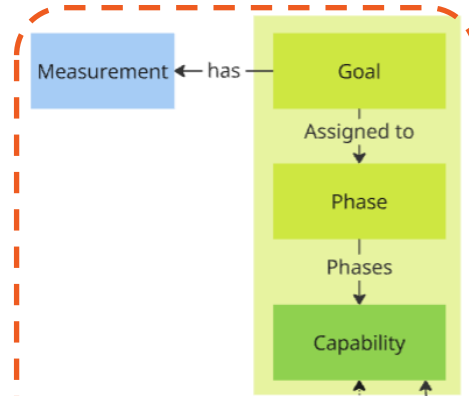 Measurement
has
Goal
Assigned to
Phase
Phases
Capability